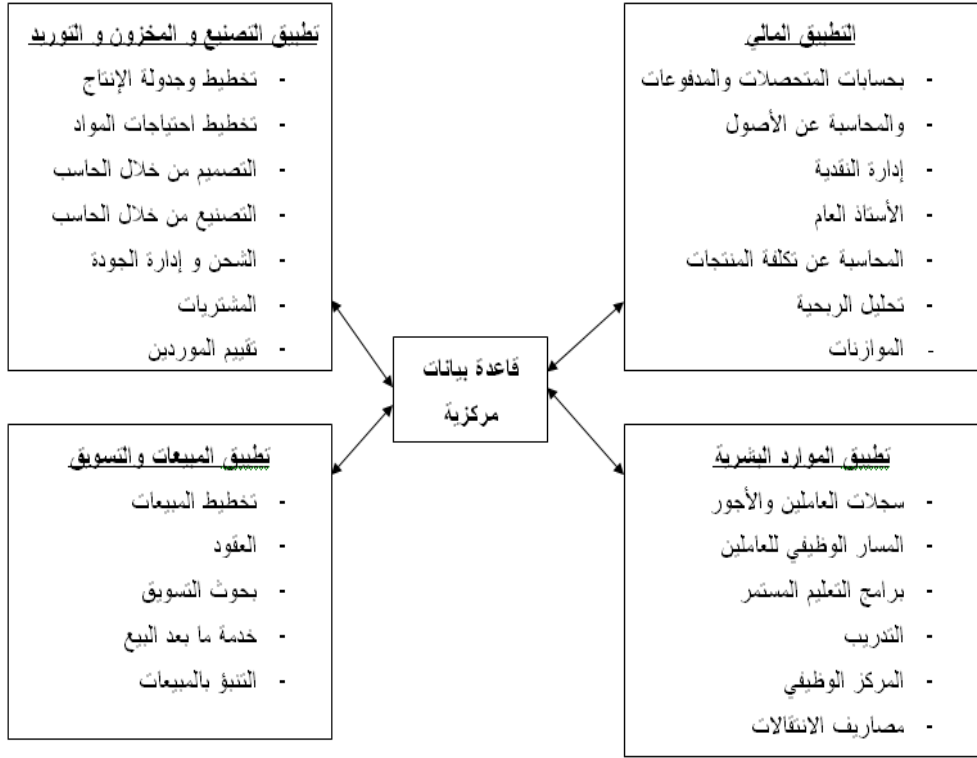 التطبيق المالي
- بحسابات المتحصلات والمدفوعات
- والمحاسبة عن الأصول
- إدارة النقدية
- الأستاذ العام
- المحاسبة عن تكلفة المنتجات
- تحليل الربحية
- الموازنات
تطبيق التصنيع و المخزون و التوريد
- تخطيط وجدولة الإنتاج
- تخطيط احتياجات المواد
- التصميم من خلال الحاسب
- التصنيع من خلال الحاسب
- الشحن و إدارة الجودة
- المشتريات
- تقييم الموردين
قاعدة بيانات
مركزية
تطبيق الموارد البشرية
- سجلات العاملين والأجور
- المسار الوظيفي للعاملين
- برامج التعليم المستمر
- التدريب
- المركز الوظيفي
- مصاريف الانتقالات
تطبيق المبيعات والتسويق
- تخطيط المبيعات
- العقود
- بحوث التسويق
- خدمة ما بعد البيع
- التنبؤ بالمبيعات